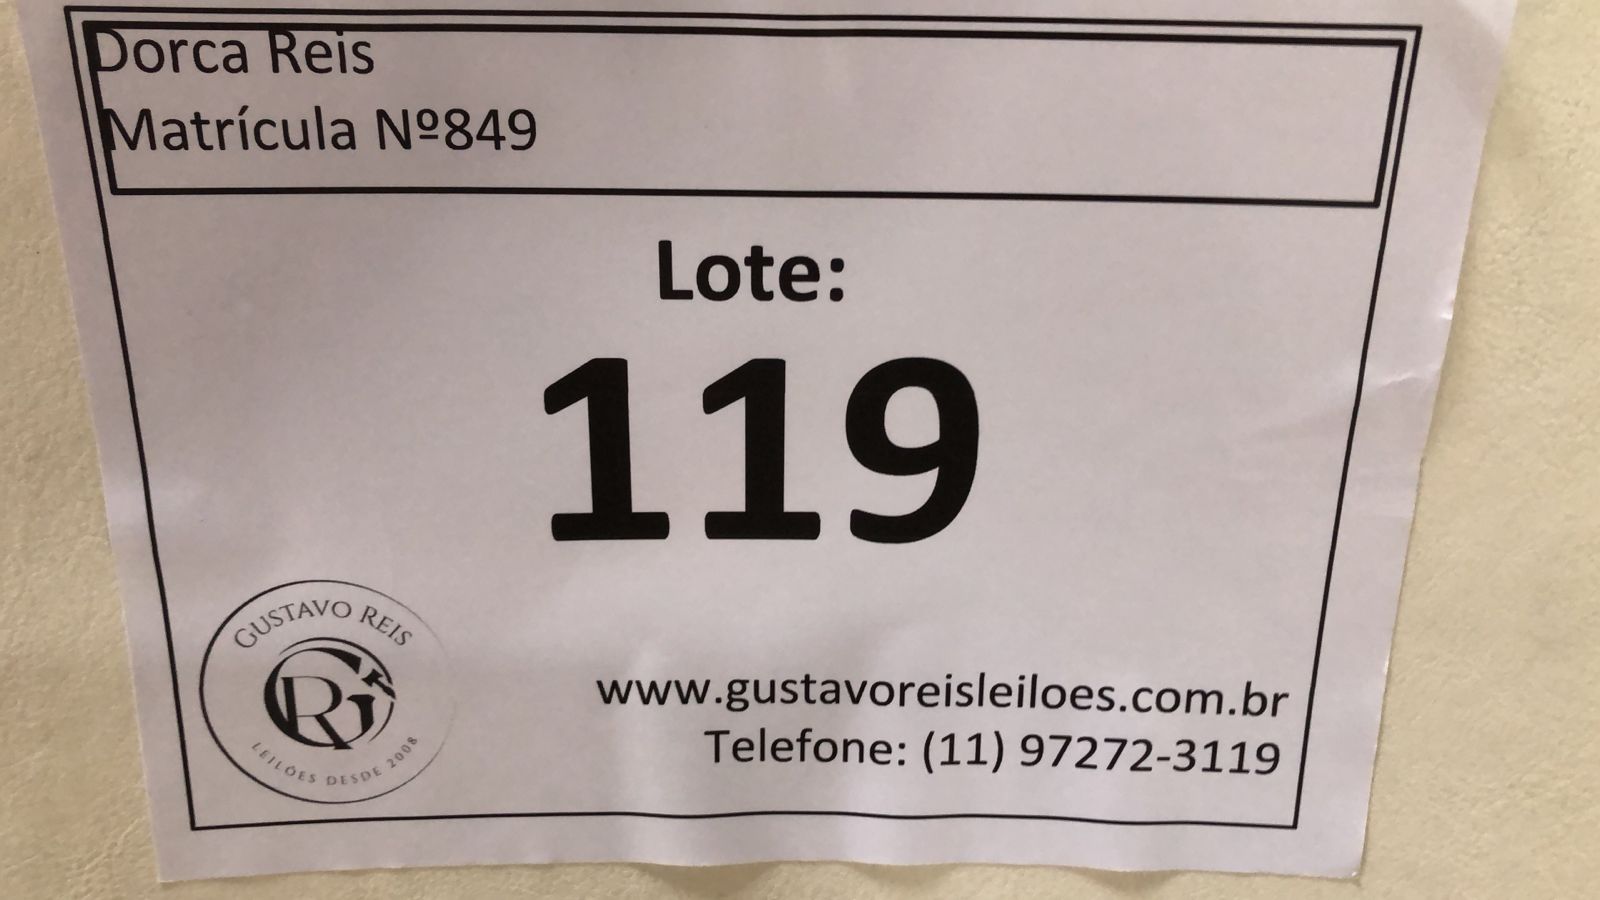 Dorca Reis
Matrícula Nº849
Lote:
119
GUSTAVO REIS
GR
LEILÕES DESDE 2008
www.gustavoreisleiloes.com.br
Telefone: (11) 97272-3119